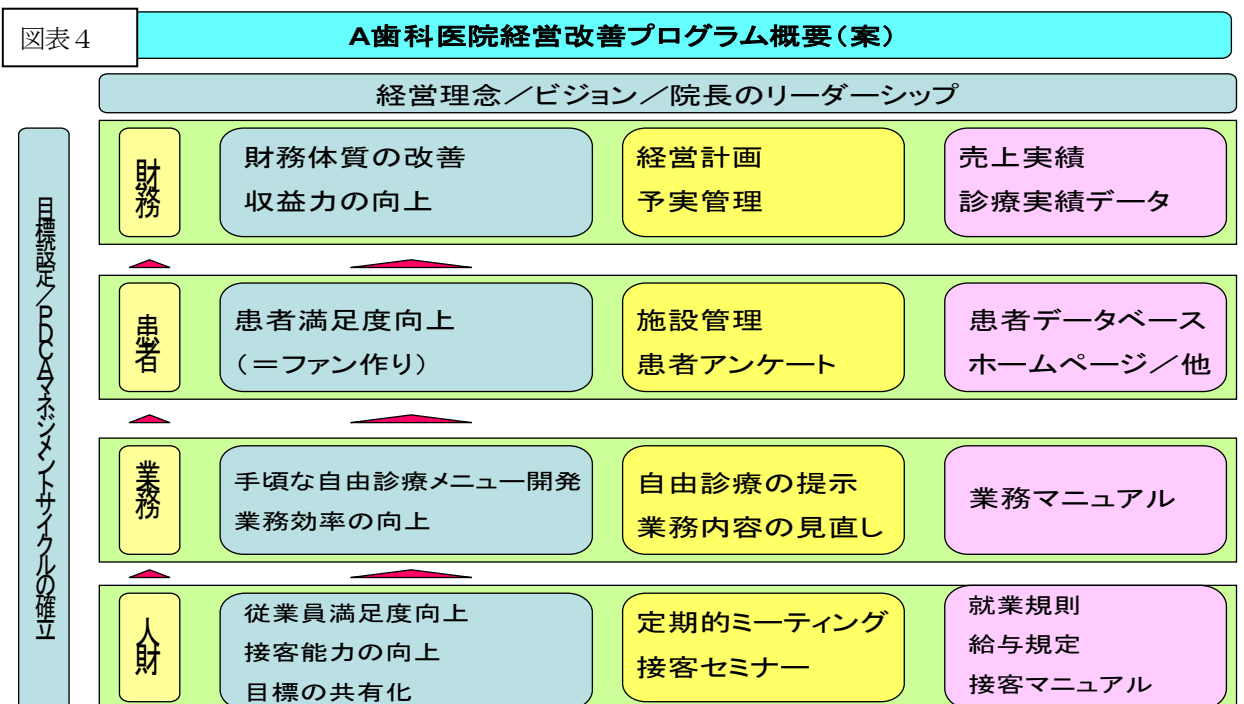 図表４
A歯科医院経営改善プログラム概要（案）
経営理念／ビジョン／院長のリーダーシップ
目標設定／PDCAマネジメントサイクルの確立
財務
財務体質の改善
収益力の向上
経営計画
予実管理
売上実績
診療実績データ
患者
患者満足度向上
（＝ファン作り）
施設管理
患者アンケート
患者データベース
ホームページ／他
業務
手頃な自由診療メニュー開発
業務効率の向上
自由診療の提示
業務内容の見直し
業務マニュアル
人財
従業員満足度向上
接客能力の向上
目標の共有化
定期的ミーティング
接客セミナー
就業規則
給与規定
接客マニュアル